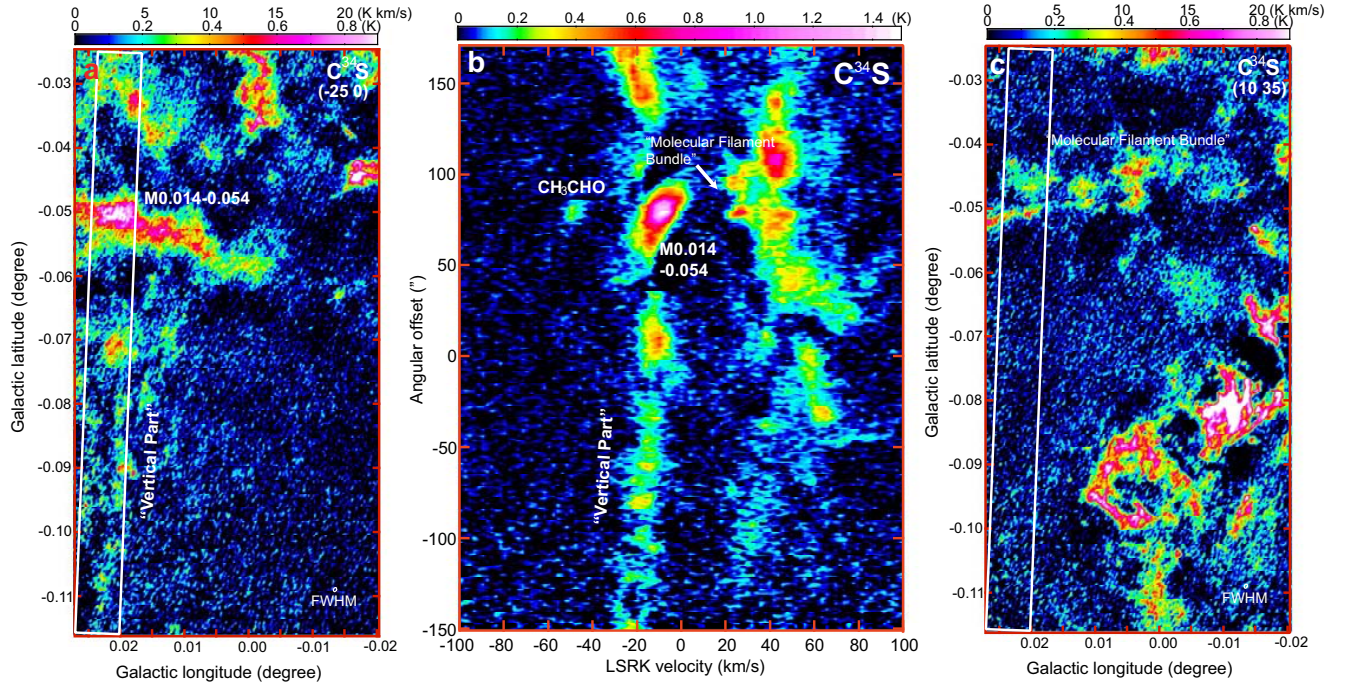 0 5 10 15 20 (K km/s)
0 0.2 0.4 0.6 0.8(K)
a
C³⁴S
(-25 0)
M0.014-0.054
"Vertical Part"
FWHM
-0.03
-0.04
-0.05
-0.06
-0.07
-0.08
-0.09
-0.10
-0.11
Galactic latitude (degree)
0.02 0.01 0.00 -0.01 -0.02
Galactic longitude (degree)
0 0.2 0.4 0.6 0.8 1.0 1.2 1.4 (K)
b
C³⁴S
"Molecular Filament
Bundle"
CH₃CHO
M0.014
-0.054
"Vertical Part"
150
100
50
0
-50
-100
-150
Angular offset (")
-100 -80 -60 -40 -20 0 20 40 60 80 100
LSRK velocity (km/s)
0 5 10 15 20 (K km/s)
0 0.2 0.4 0.6 0.8(K)
c
C³⁴S
(10 35)
"Molecular Filament Bundle"
FWHM
-0.03
-0.04
-0.05
-0.06
-0.07
-0.08
-0.09
-0.10
-0.11
Galactic latitude (degree)
0.02 0.01 0.00 -0.01 -0.02
Galactic longitude (degree)